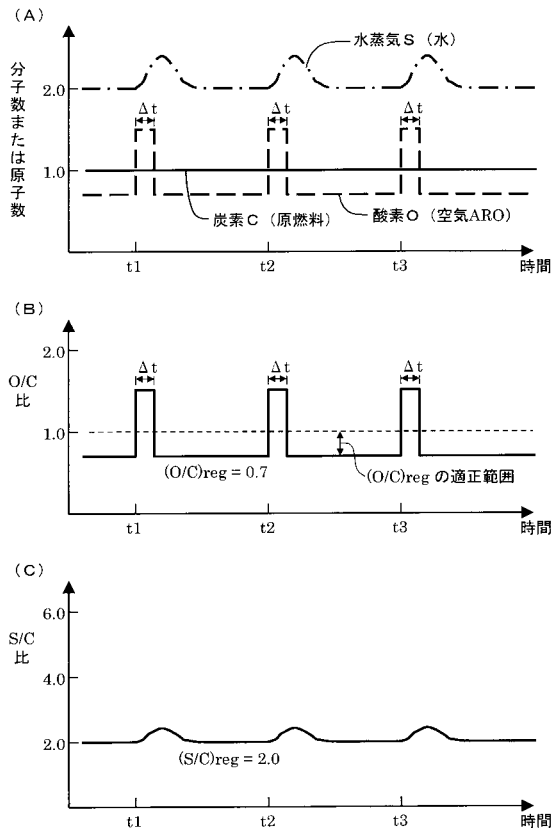 (A)
分子数または原子数
水蒸気S（水）
2.0
Δt Δt Δt
1.0
炭素C（原燃料）
酸素O（空気ARO）
t1 t2 t3 時間
(B)
2.0
Δt Δt Δt
O/C
比
1.0
(O/C)reg = 0.7
(O/C)reg の適正範囲
t1 t2 t3 時間
(C)
6.0
S/C
比
4.0
2.0
(S/C)reg = 2.0
t1 t2 t3 時間